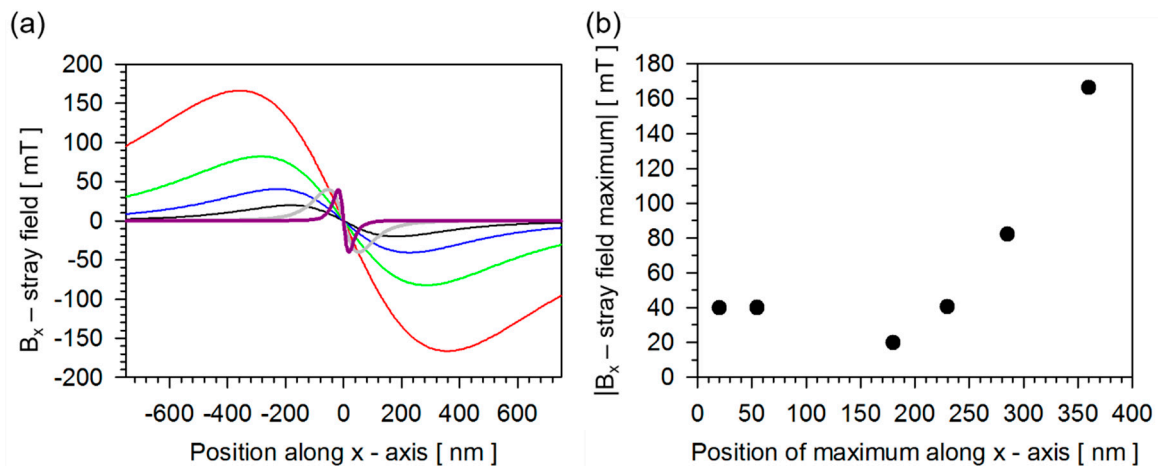 (a)
(b)
Bₓ – stray field [ mT ]
200
150
100
50
0
-50
-100
-150
-200
-600 -400 -200 0 200 400 600
Position along x - axis [ nm ]
|Bₓ – stray field maximum| [ mT ]
180
160
140
120
100
80
60
40
20
0
0 50 100 150 200 250 300 350 400
Position of maximum along x - axis [ nm ]